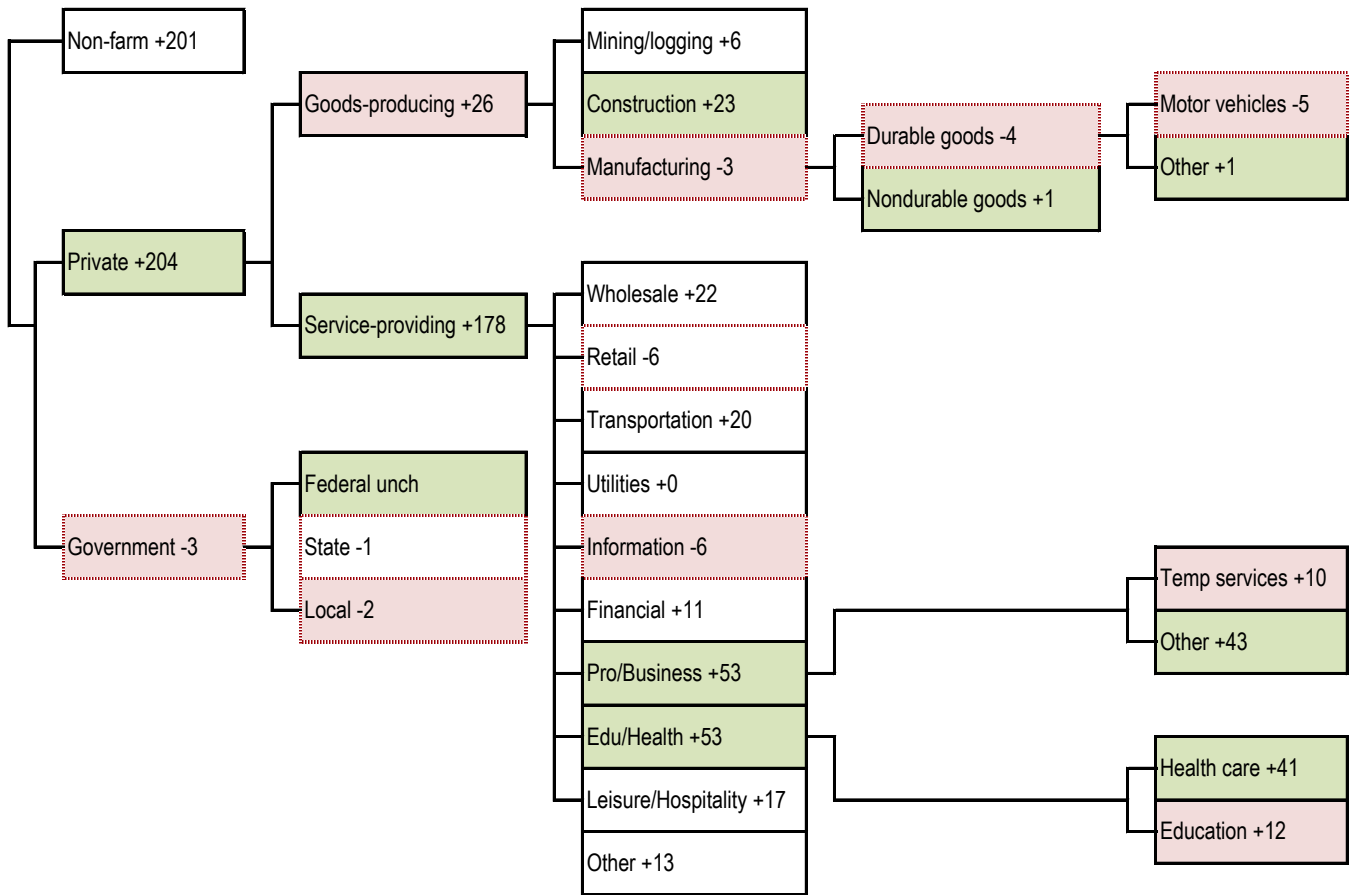 Non-farm +201
Private +204
Government -3
Goods-producing +26
Service-providing +178
Federal unch
State -1
Local -2
Mining/logging +6
Construction +23
Manufacturing -3
Wholesale +22
Retail -6
Transportation +20
Utilities +0
Information -6
Financial +11
Pro/Business +53
Edu/Health +53
Leisure/Hospitality +17
Other +13
Durable goods -4
Nondurable goods +1
Motor vehicles -5
Other +1
Temp services +10
Other +43
Health care +41
Education +12